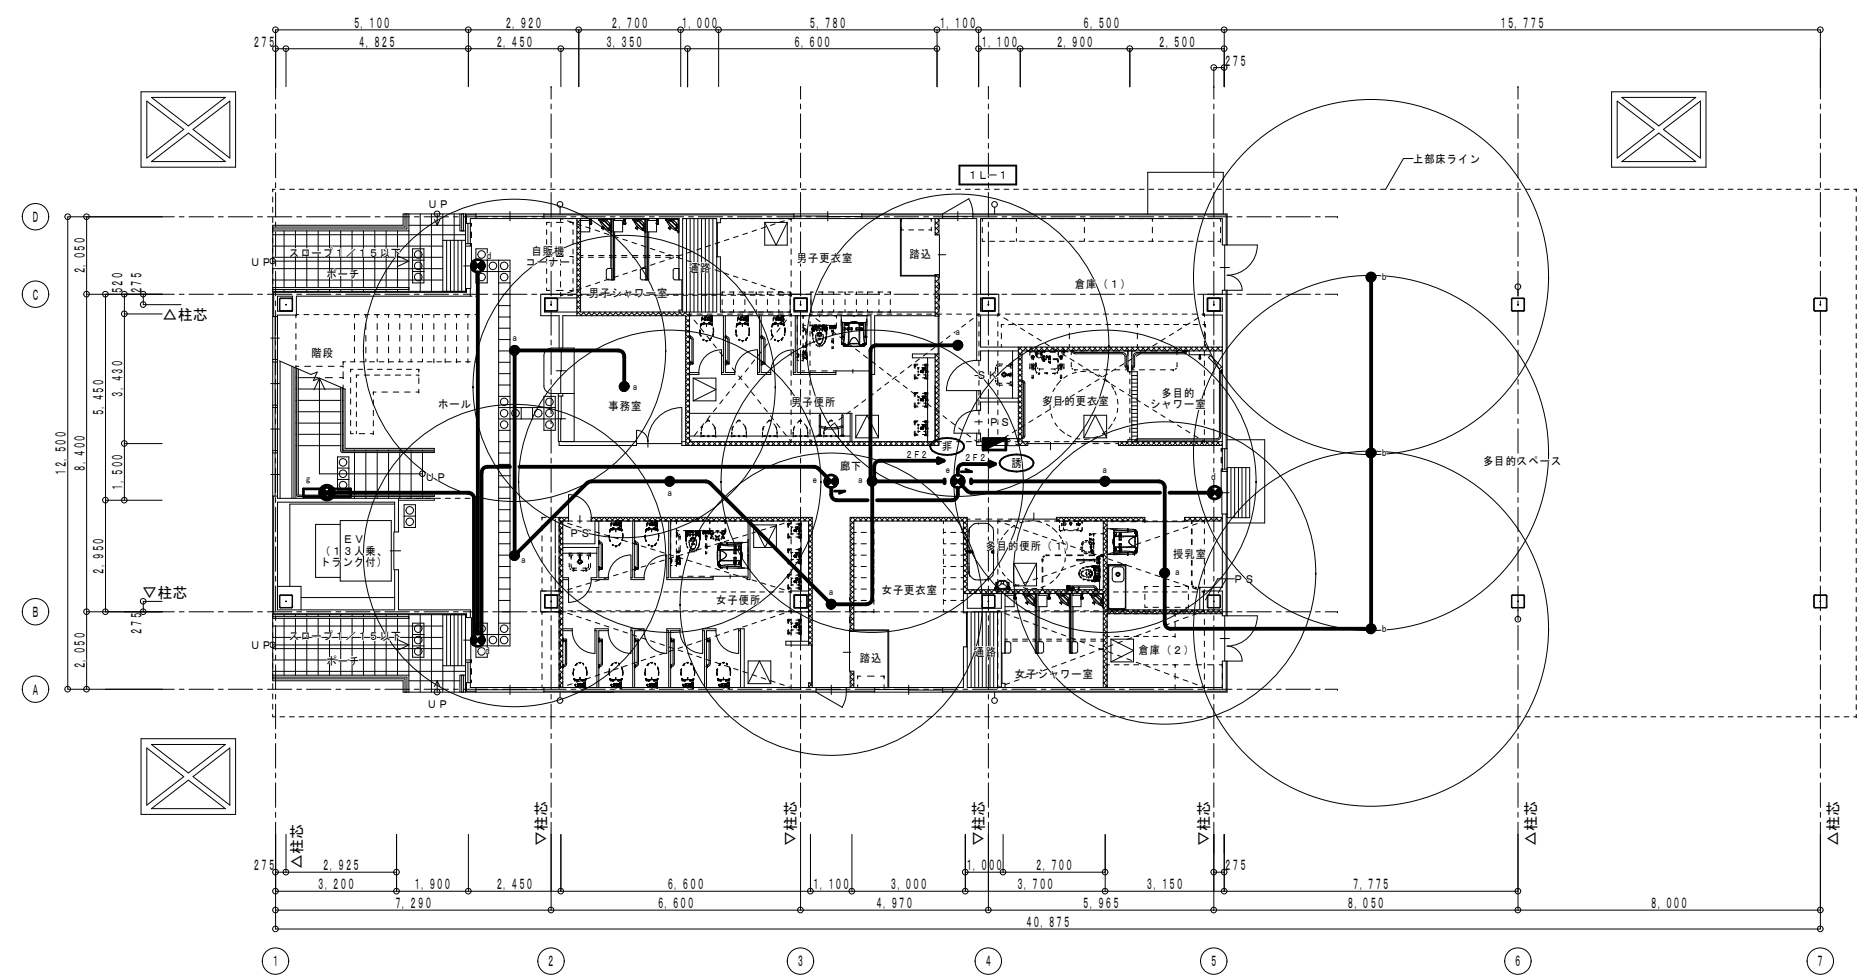 5,100 2,920 2,700 1,000 5,780 1,100 6,500 15,775
275 4,825 2,450 3,350 6,600 1,100 2,900 2,500
275
上部床ライン
1L-1
D
UP
2,050
スロープ1/15以下
UP
ポーチ
自販機
コーナー
通路
男子更衣室
踏込
男子シャワー室
倉庫(1)
520
275
C
△柱芯
階段
ホール
事務室
男子便所
SK
多目的更衣室
多目的
シャワー室
PS
3,430
5,450
8,400
12,500
1,500
UP
廊下
2F2
非
2F2
誘
多目的スペース
a
b
d
e
g
EV
(13人乗、
トランク付)
PS
女子便所
女子更衣室
多目的便所(1)
授乳室
PS
2,950
▽柱芯
B
275
2,050
スロープ1/15以下
UP
ポーチ
踏込
通路
女子シャワー室
倉庫(2)
A
UP
△柱芯
▽柱芯
▽柱芯
▽柱芯
▽柱芯
△柱芯
△柱芯
275 2,925 1,000 2,700 275
3,200 1,900 2,450 6,600 1,100 3,000 3,700 3,150 7,775
7,290 6,600 4,970 5,965 8,050 8,000
40,875
1 2 3 4 5 6 7